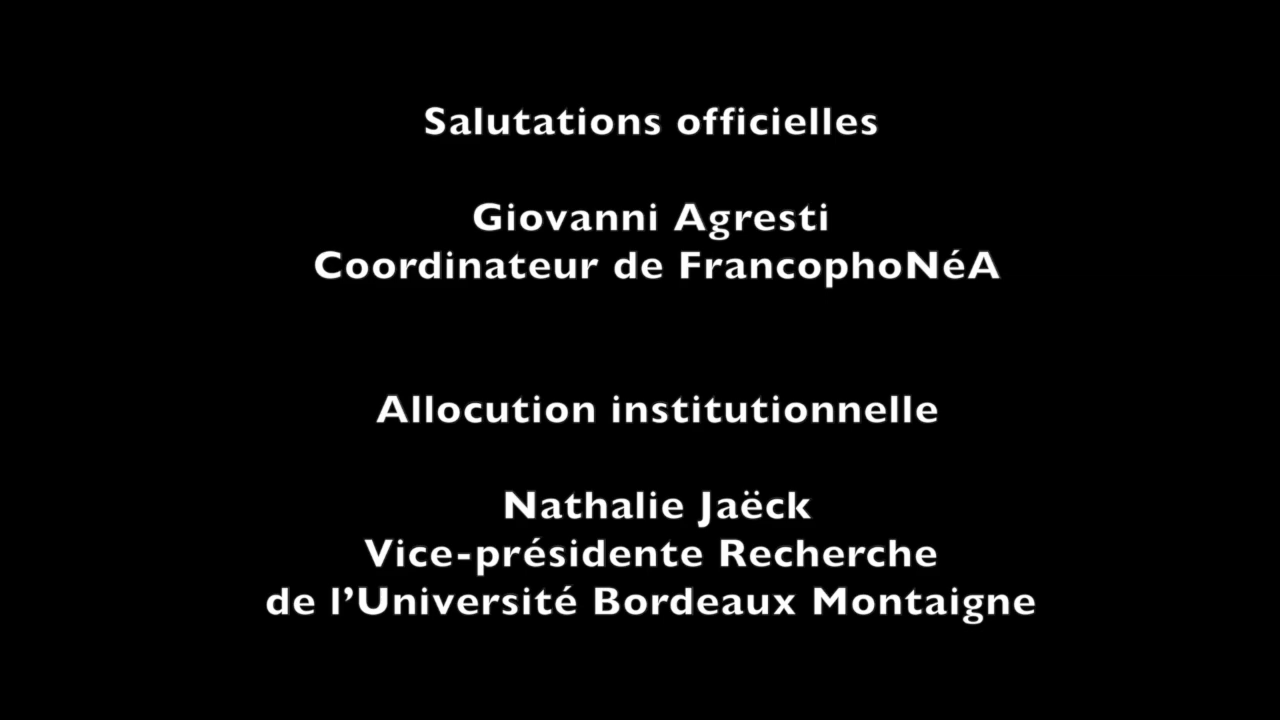 Salutations officielles
Giovanni Agresti
Coordinateur de FrancophoNéA
Allocution institutionnelle
Nathalie Jaëck
Vice-présidente Recherche
de l’Université Bordeaux Montaigne